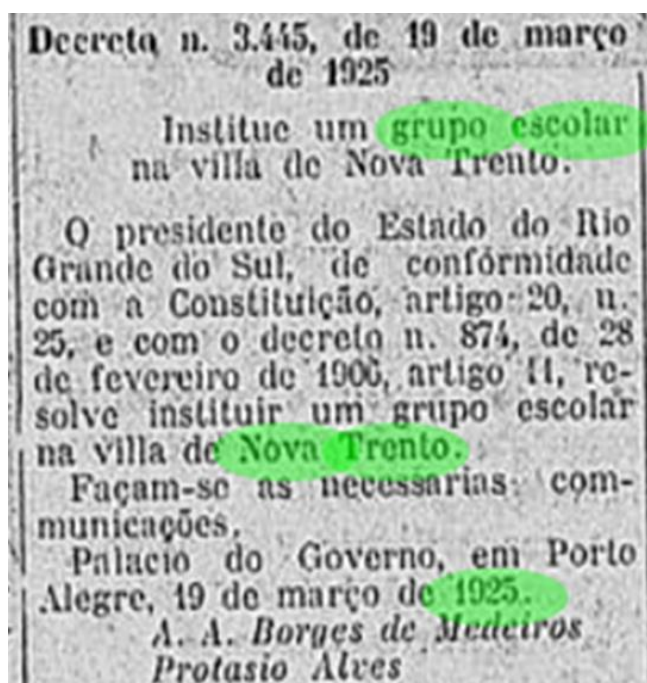 Decreto n. 3.445, de 19 de março
de 1925
Institue um grupo escolar
na villa de Nova Trento.
O presidente do Estado do Rio
Grande do Sul, de confórmidade
com a Constituição, artigo 20, n.
25, e com o decreto n. 874, de 28
de fevereiro de 1906, artigo 11, re-
solve instituir um grupo escolar
na villa de Nova Trento.
Façam-se as necessarias com-
municações.
Palacio do Governo, em Porto
Alegre, 19 de março de 1925.
A. A. Borges de Medeiros
Protasio Alves